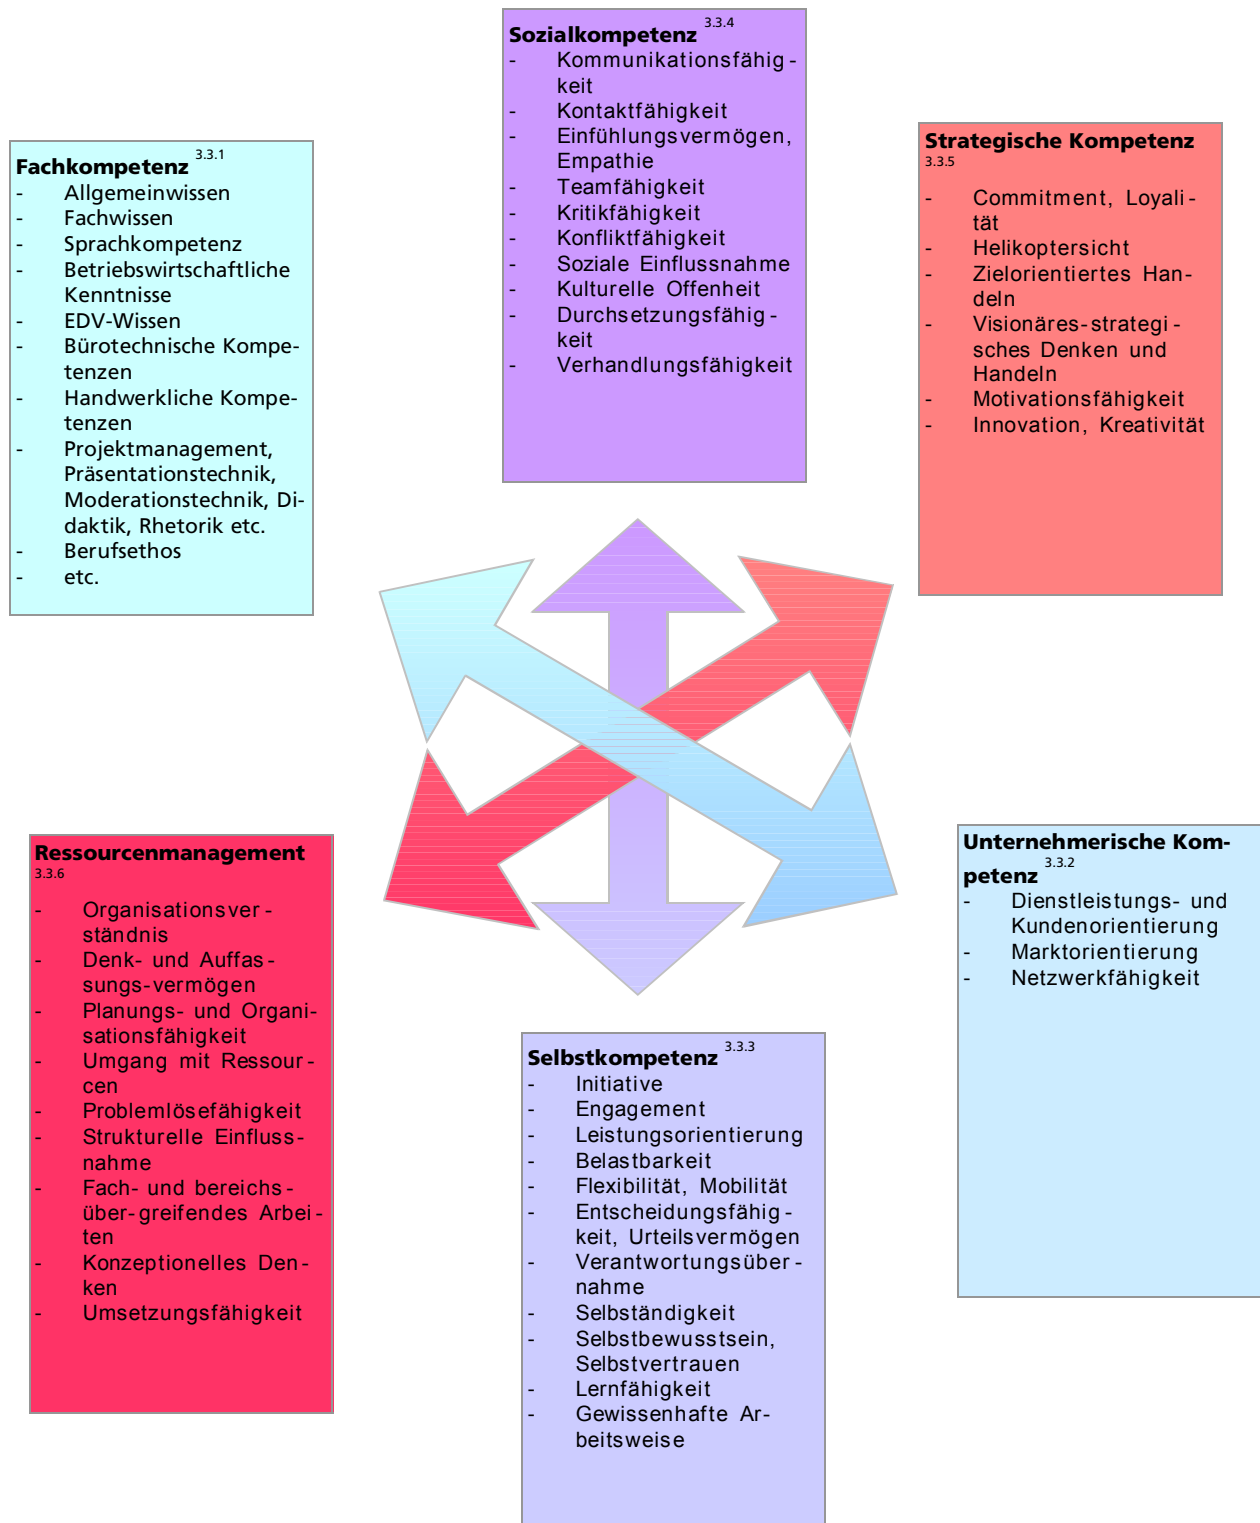 Sozialkompetenz 3.3.4
- Kommunikationsfähig-
keit
- Kontaktfähigkeit
- Einfühlungsvermögen,
Empathie
- Teamfähigkeit
- Kritikfähigkeit
- Konfliktfähigkeit
- Soziale Einflussnahme
- Kulturelle Offenheit
- Durchsetzungsfähig-
keit
- Verhandlungsfähigkeit
Fachkompetenz 3.3.1
- Allgemeinwissen
- Fachwissen
- Sprachkompetenz
- Betriebswirtschaftliche
Kenntnisse
- EDV-Wissen
- Bürotechnische Kompe-
tenzen
- Handwerkliche Kompe-
tenzen
- Projektmanagement,
Präsentationstechnik,
Moderationstechnik, Di-
daktik, Rhetorik etc.
- Berufsethos
- etc.
Strategische Kompetenz
3.3.5
- Commitment, Loyali-
tät
- Helikoptersicht
- Zielorientiertes Han-
deln
- Visionäres-strategi-
sches Denken und
Handeln
- Motivationsfähigkeit
- Innovation, Kreativität
Ressourcenmanagement
3.3.6
- Organisationsver-
ständnis
- Denk- und Auffas-
sungs-vermögen
- Planungs- und Organi-
sationsfähigkeit
- Umgang mit Ressour-
cen
- Problemlösefähigkeit
- Strukturelle Einfluss-
nahme
- Fach- und bereichs-
über-greifendes Arbei-
ten
- Konzeptionelles Den-
ken
- Umsetzungsfähigkeit
Unternehmerische Kom-
petenz 3.3.2
- Dienstleistungs- und
Kundenorientierung
- Marktorientierung
- Netzwerkfähigkeit
Selbstkompetenz 3.3.3
- Initiative
- Engagement
- Leistungsorientierung
- Belastbarkeit
- Flexibilität, Mobilität
- Entscheidungsfähig-
keit, Urteilsvermögen
- Verantwortungsüber-
nahme
- Selbständigkeit
- Selbstbewusstsein,
Selbstvertrauen
- Lernfähigkeit
- Gewissenhafte Ar-
beitsweise